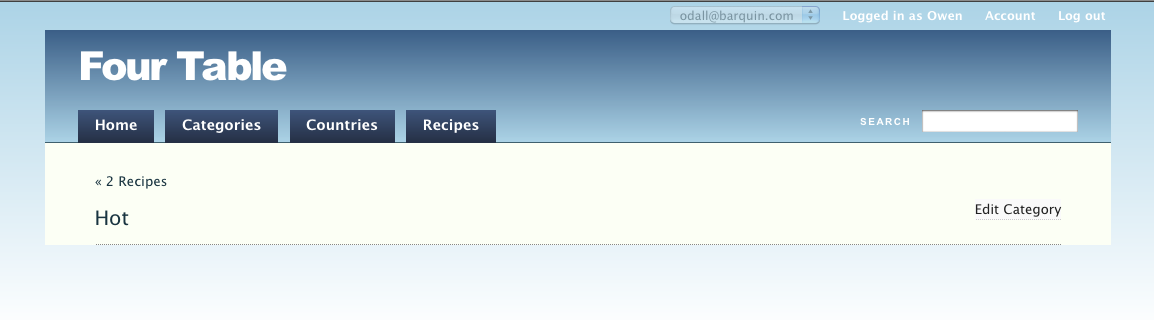 odall@barquin.com Logged in as Owen Account Log out
Four Table
Home Categories Countries Recipes SEARCH
« 2 Recipes
Hot Edit Category